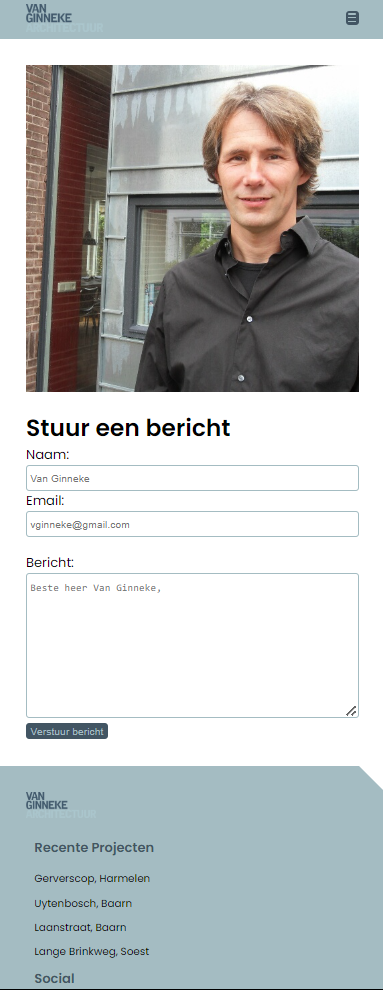 VAN
GINNEKE
ARCHITECTUUR
Stuur een bericht
Naam:
Van Ginneke
Email:
vginneke@gmail.com
Bericht:
Beste heer Van Ginneke,
Verstuur bericht
VAN
GINNEKE
ARCHITECTUUR
Recente Projecten
Gerverscop, Harmelen
Uytenbosch, Baarn
Laanstraat, Baarn
Lange Brinkweg, Soest
Social